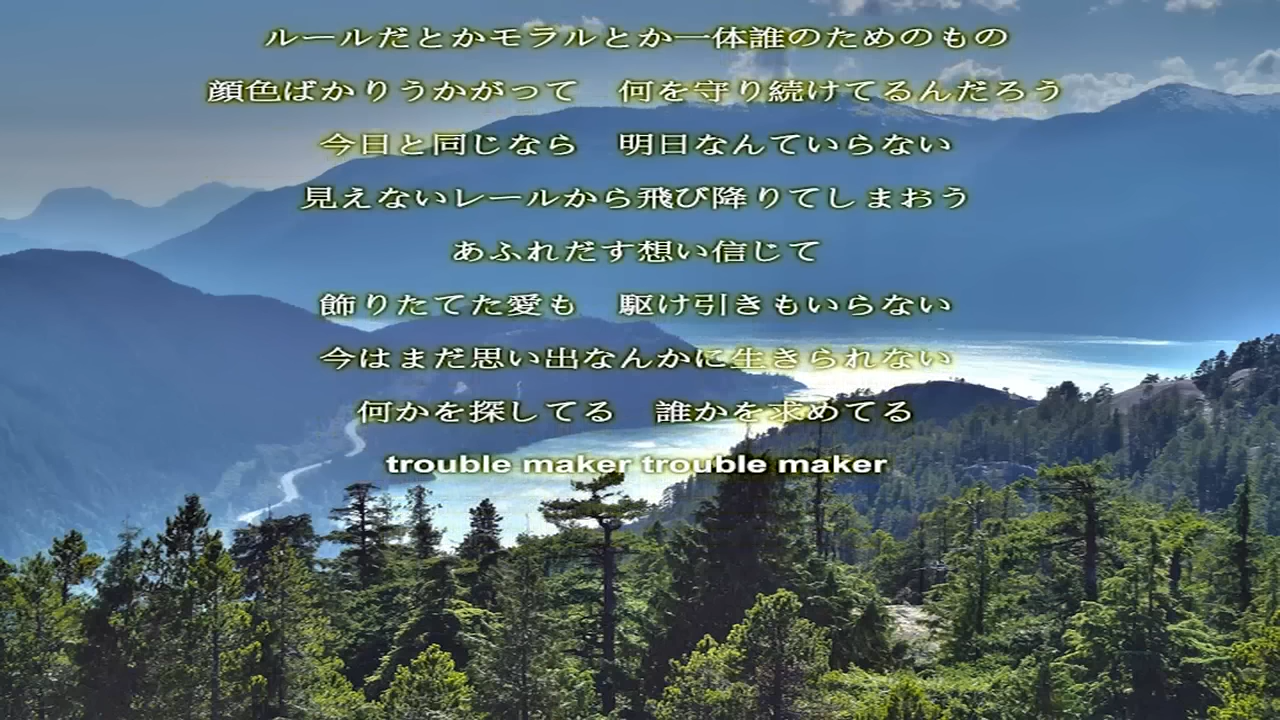 ルールだとかモラルとか一体誰のためのもの
顔色ばかりうかがって　何を守り続けてるんだろう
今日と同じなら　明日なんていらない
見えないレールから飛び降りてしまおう
あふれだす想い信じて
飾りたてた愛も　駆け引きもいらない
今はまだ思い出なんかに生きられない
何かを探してる　誰かを求めてる
trouble maker trouble maker